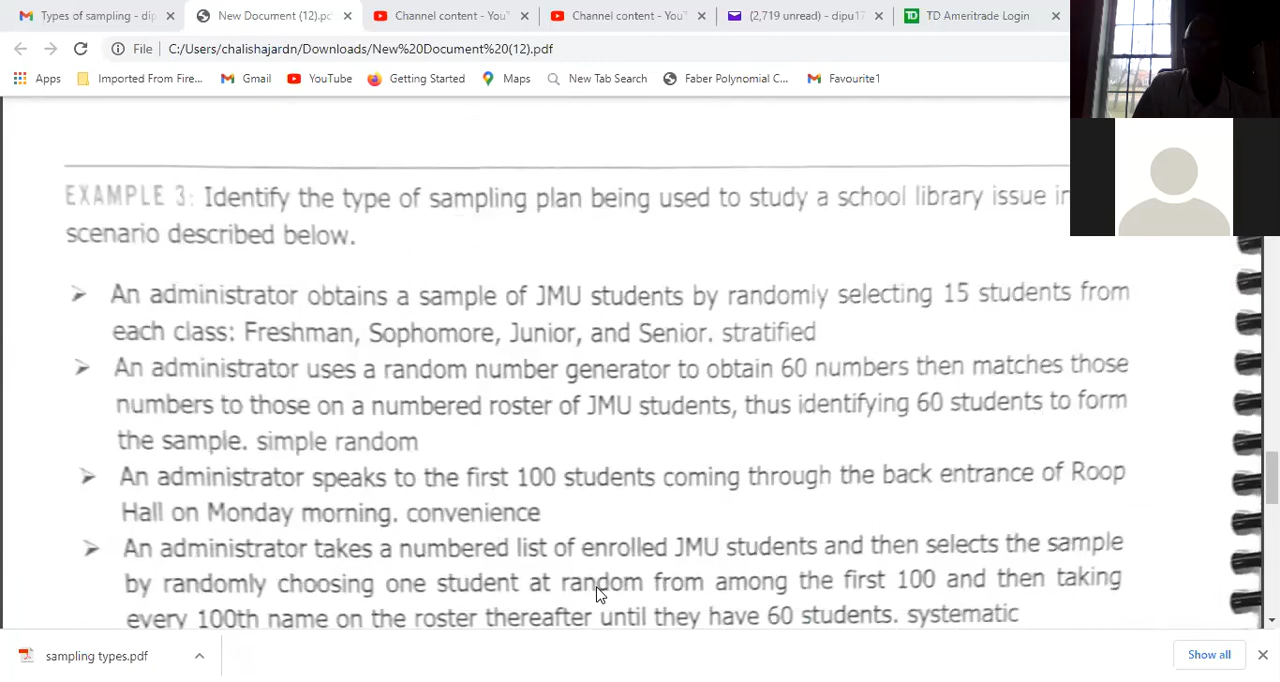 Types of sampling - dip
New Document (12).pd
Channel content - You
Channel content - YouT
(2,719 unread) - dipu17
TD Ameritrade Login
File
C:/Users/chalishajardn/Downloads/New%20Document%20(12).pdf
Apps
Imported From Fire...
Gmail
YouTube
Getting Started
Maps
New Tab Search
Faber Polynomial C...
Favourite1
EXAMPLE 3: Identify the type of sampling plan being used to study a school library issue in
scenario described below.
➤ An administrator obtains a sample of JMU students by randomly selecting 15 students from
each class: Freshman, Sophomore, Junior, and Senior. stratified
➤ An administrator uses a random number generator to obtain 60 numbers then matches those
numbers to those on a numbered roster of JMU students, thus identifying 60 students to form
the sample. simple random
➤ An administrator speaks to the first 100 students coming through the back entrance of Roop
Hall on Monday morning. convenience
➤ An administrator takes a numbered list of enrolled JMU students and then selects the sample
by randomly choosing one student at random from among the first 100 and then taking
every 100th name on the roster thereafter until they have 60 students. systematic
sampling types.pdf
Show all